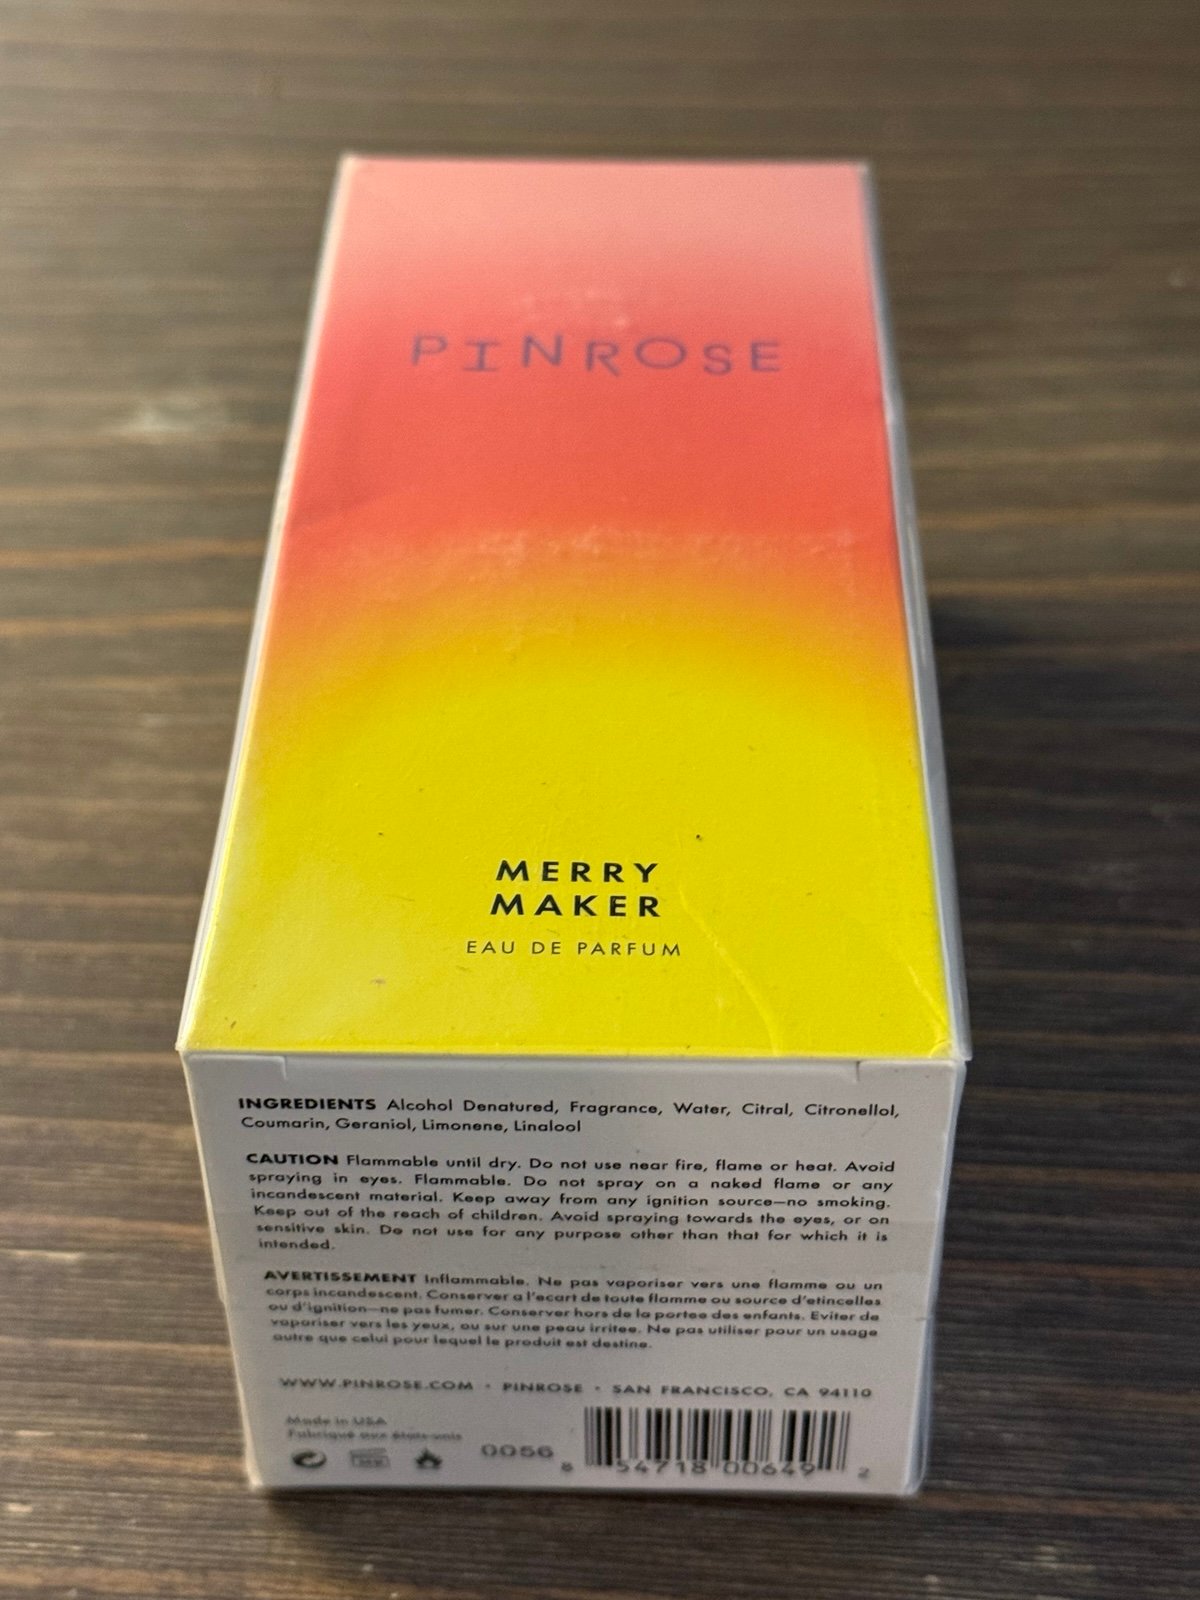 PINROSE
MERRY
MAKER
EAU DE PARFUM
INGREDIENTS Alcohol Denatured, Fragrance, Water, Citral, Citronellol,
Coumarin, Geraniol, Limonene, Linalool
CAUTION Flammable until dry. Do not use near fire, flame or heat. Avoid
spraying in eyes. Flammable. Do not spray on a naked flame or any
incandescent material. Keep away from any ignition source—no smoking.
Keep out of the reach of children. Avoid spraying towards the eyes, or on
sensitive skin. Do not use for any purpose other than that for which it is
intended.
AVERTISSEMENT Inflammable. Ne pas vaporiser vers une flamme ou un
corps incandescent. Conserver a l'ecart de toute flamme ou source d'etincelles
ou d'ignition—ne pas fumer. Conserver hors de la portee des enfants. Eviter de
vaporiser vers les yeux, ou sur une peau irritee. Ne pas utiliser pour un usage
autre que celui pour lequel le produit est destine.
WWW.PINROSE.COM • PINROSE • SAN FRANCISCO, CA 94110
Made in USA
Fabriqué aux états-unis
0056
8 54718 00649 2